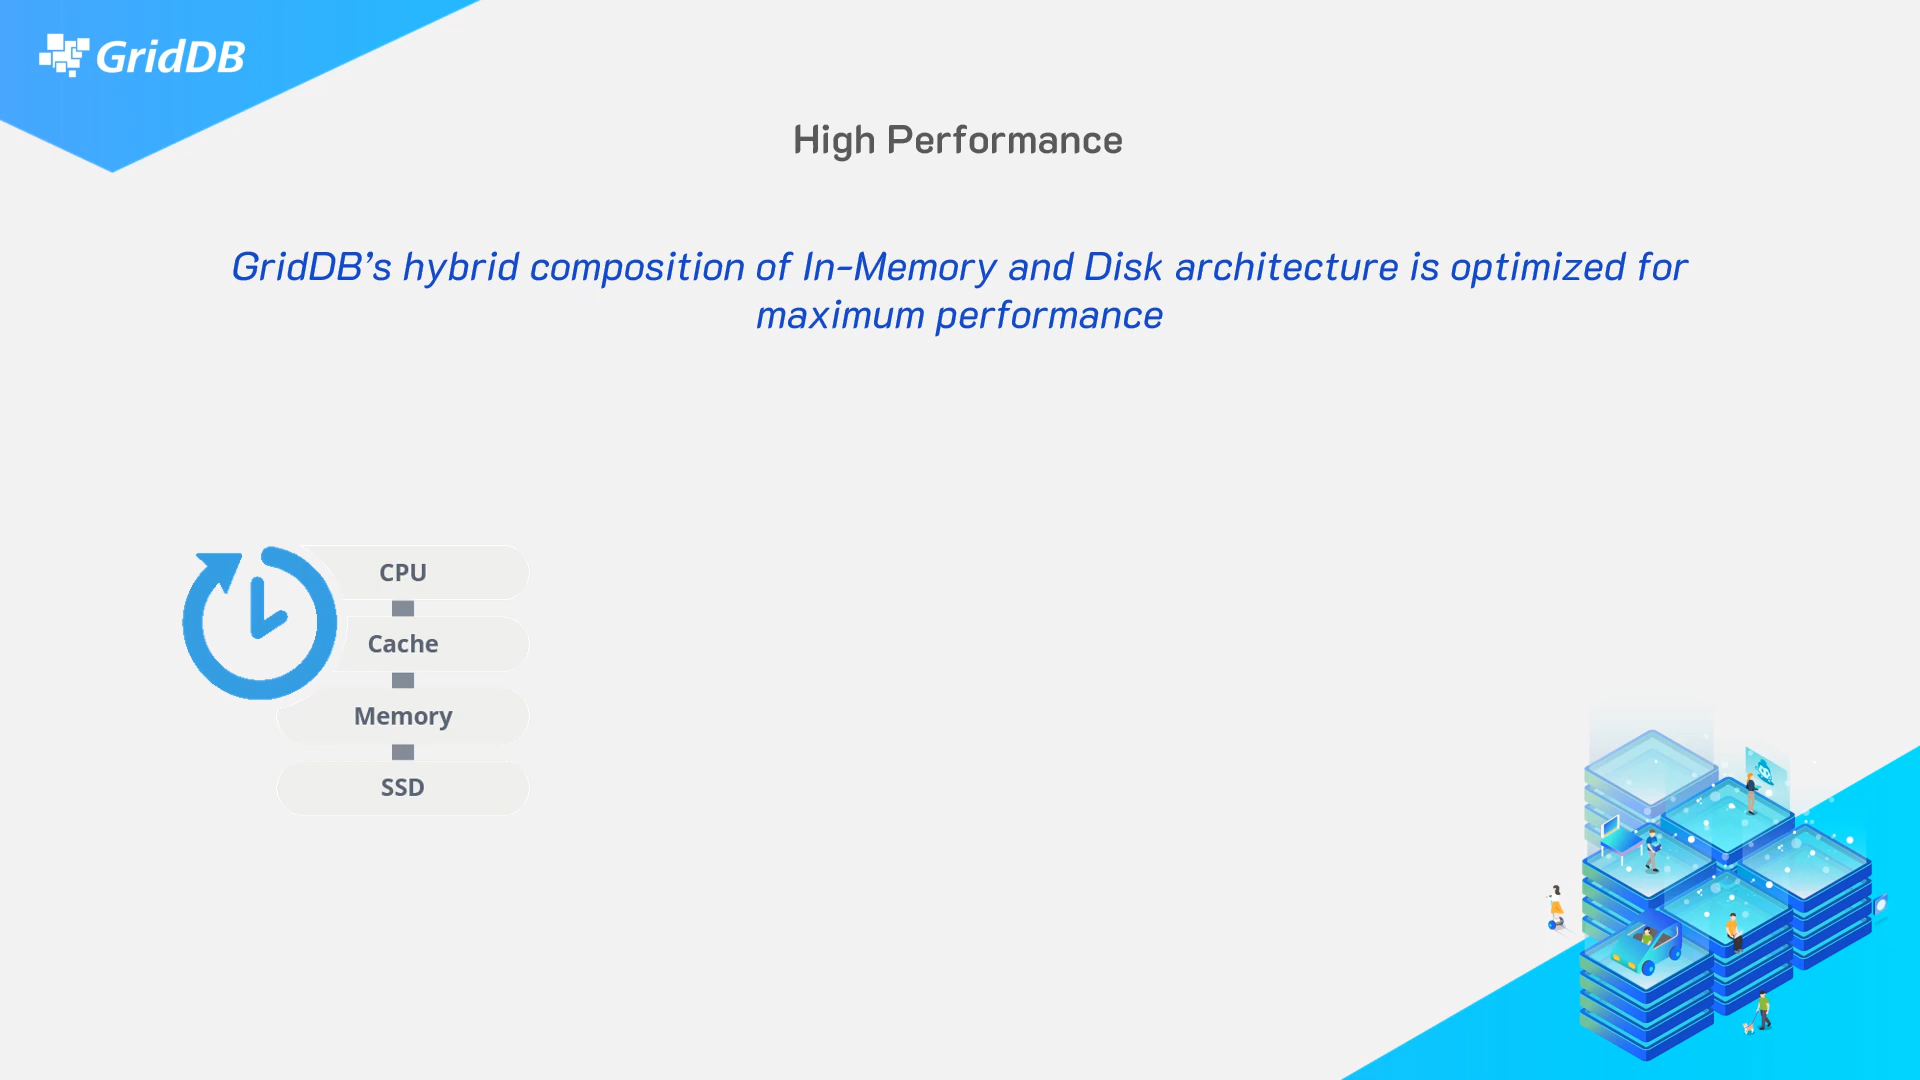 GridDB
High Performance
GridDB’s hybrid composition of In-Memory and Disk architecture is optimized for
maximum performance
CPU
Cache
Memory
SSD